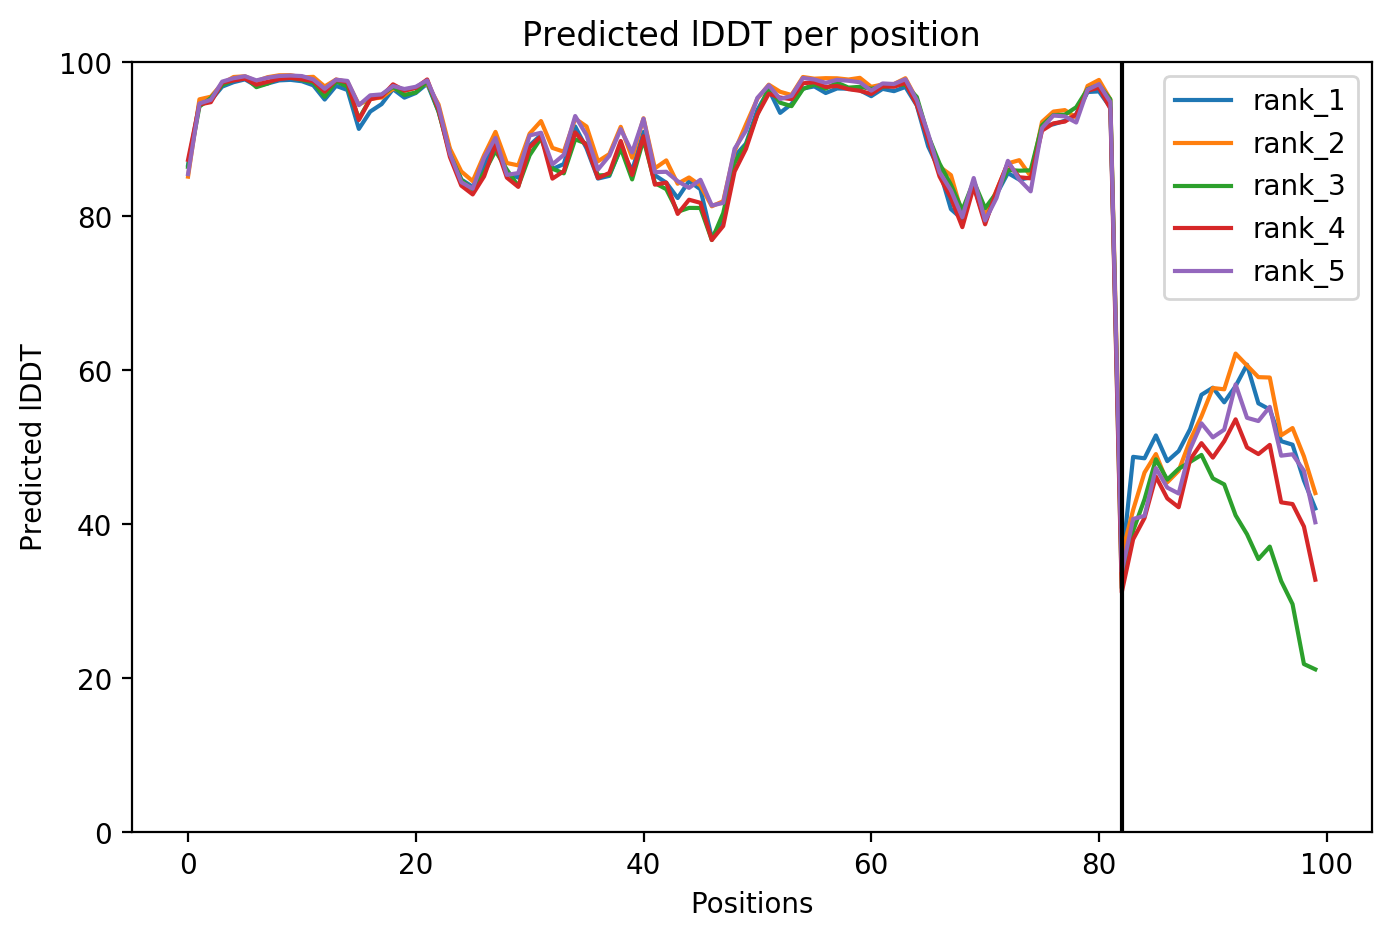 Predicted lDDT per position
Predicted lDDT
100
80
60
40
20
0
0 20 40 60 80 100
Positions
rank_1
rank_2
rank_3
rank_4
rank_5